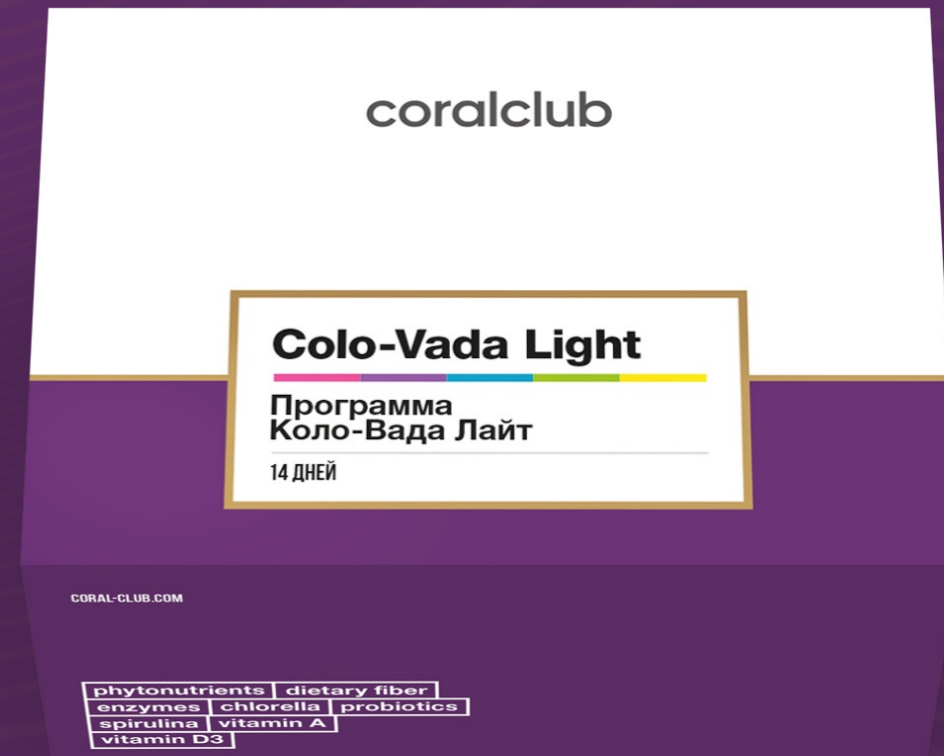 coralclub
Colo-Vada Light
Программа
Коло-Вада Лайт
14 ДНЕЙ
CORAL-CLUB.COM
phytonutrients dietary fiber
enzymes chlorella probiotics
spirulina vitamin A
vitamin D3